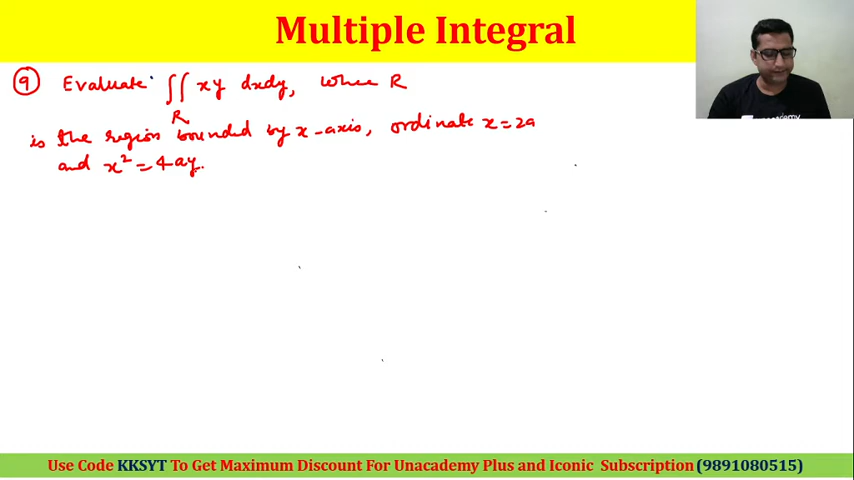 Multiple Integral
⑨ Evaluate ∬_R xy dxdy, where R
is the region bounded by x-axis, ordinate x=2a
and x²=4ay.
Use Code KKSYT To Get Maximum Discount For Unacademy Plus and Iconic Subscription (9891080515)